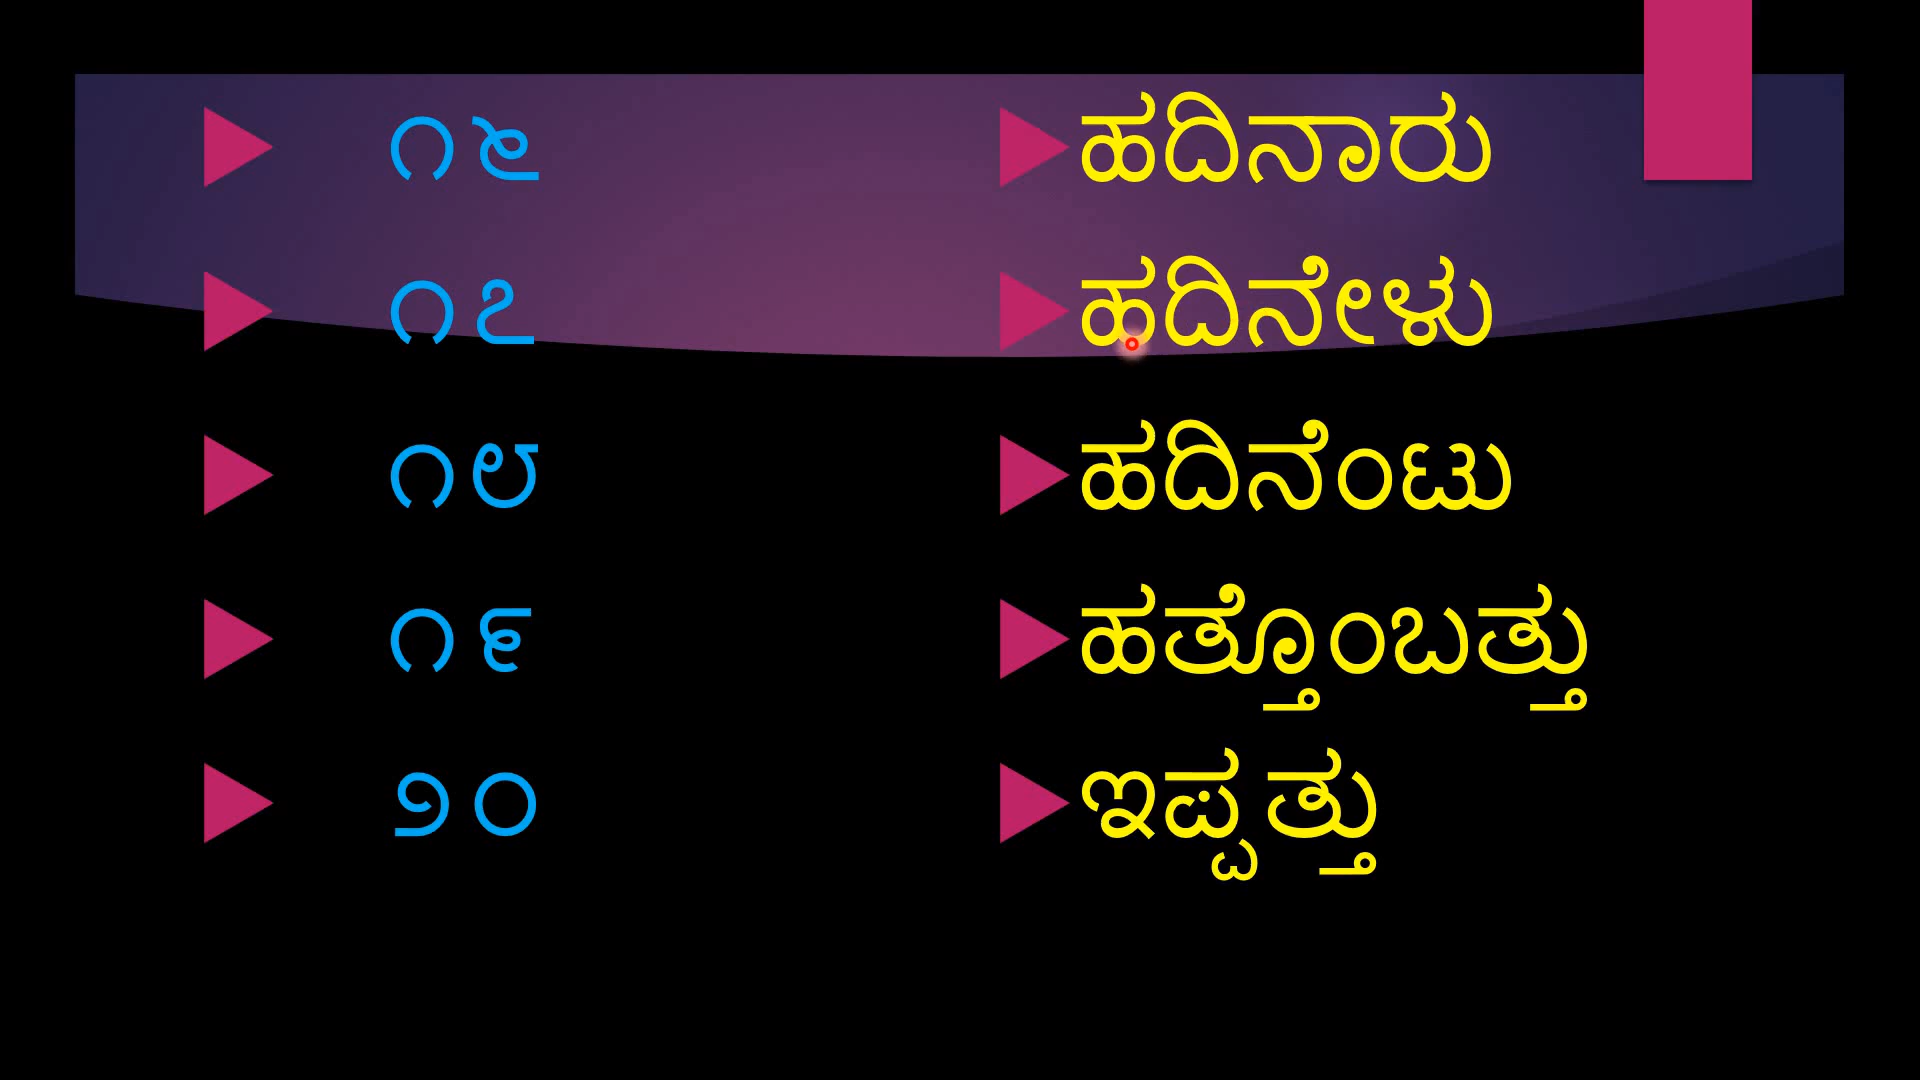 ೧೬ ಹದಿನಾರು
೧೭ ಹದಿನೇಳು
೧೮ ಹದಿನೆಂಟು
೧೯ ಹತ್ತೊಂಬತ್ತು
೨೦ ಇಪ್ಪತ್ತು